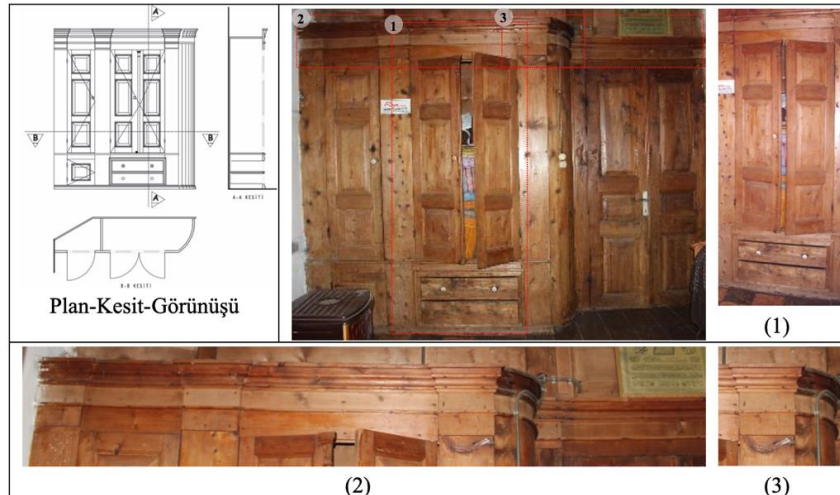 A
B
B
A
A-A KESİTİ
B-B KESİTİ
Plan-Kesit-Görünüşü
2
1
3
(1)
(2)
(3)